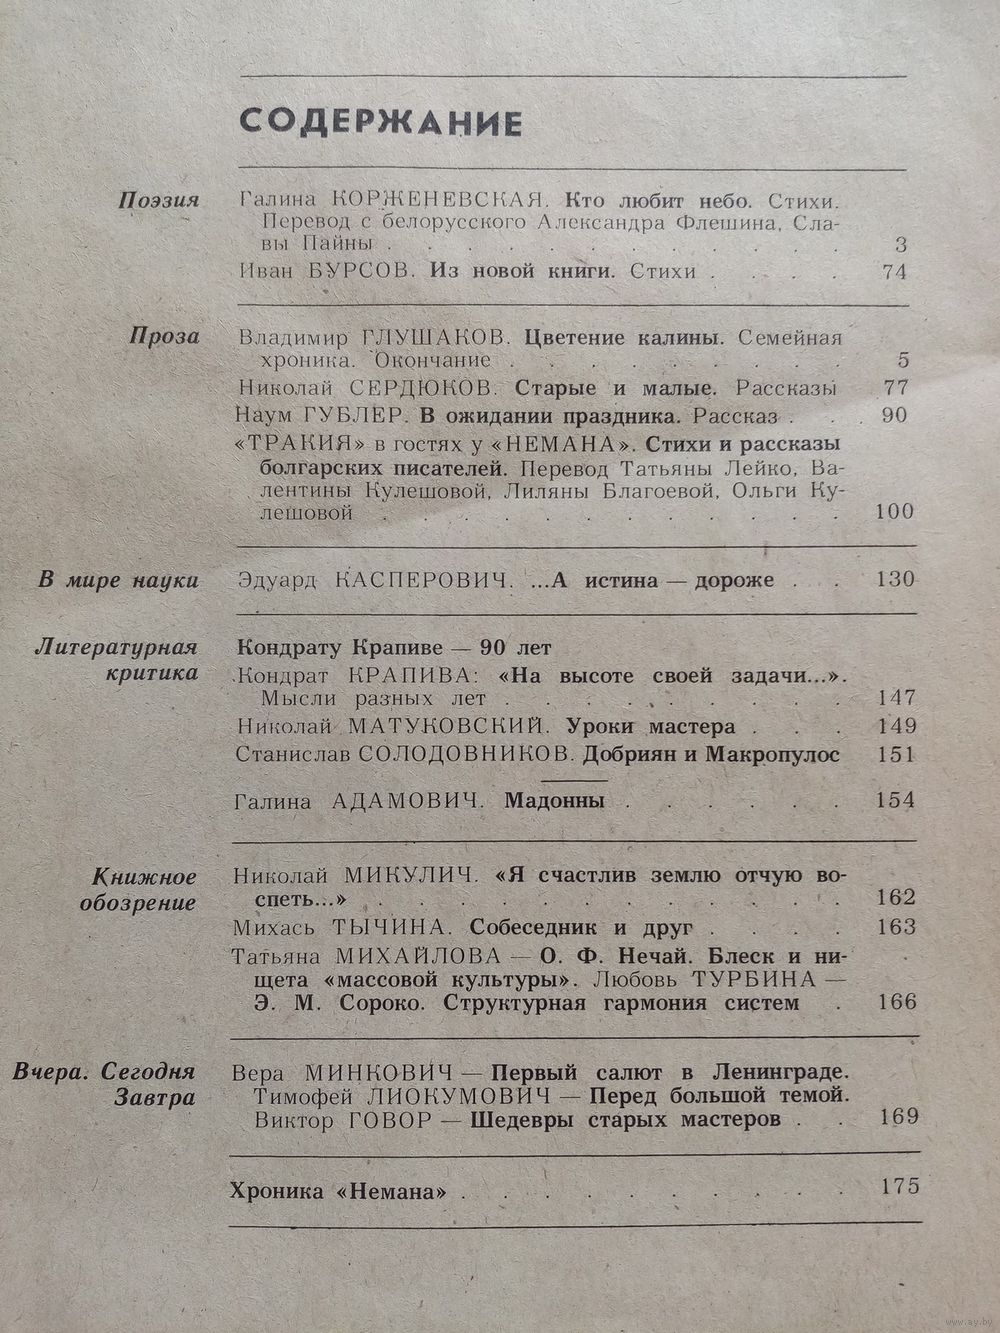 СОДЕРЖАНИЕ
Поэзия
Галина КОРЖЕНЕВСКАЯ. Кто любит небо. Стихи.
Перевод с белорусского Александра Флешина, Сла-
вы Пайны . . . . . . . . . . . 3
Иван БУРСОВ. Из новой книги. Стихи . . . . 74
Проза
Владимир ГЛУШАКОВ. Цветение калины. Семейная
хроника. Окончание . . . . . . . . 5
Николай СЕРДЮКОВ. Старые и малые. Рассказы 77
Наум ГУБЛЕР. В ожидании праздника. Рассказ . . . 90
«ТРАКИЯ» в гостях у «НЕМАНА». Стихи и рассказы
болгарских писателей. Перевод Татьяны Лейко, Ва-
лентины Кулешовой, Лиляны Благоевой, Ольги Ку-
лешовой . . . . . . . . . . . . 100
В мире науки
Эдуард КАСПЕРОВИЧ. ...А истина — дороже . . 130
Литературная
критика
Кондрату Крапиве — 90 лет
Кондрат КРАПИВА: «На высоте своей задачи...».
Мысли разных лет . . . . . . . . 147
Николай МАТУКОВСКИЙ. Уроки мастера . . . 149
Станислав СОЛОДОВНИКОВ. Добриян и Макропулос 151
Галина АДАМОВИЧ. Мадонны . . . . . . 154
Книжное
обозрение
Николай МИКУЛИЧ. «Я счастлив землю отчую во-
спеть...» . . . . . . . . . . . 162
Михась ТЫЧИНА. Собеседник и друг . . . . 163
Татьяна МИХАЙЛОВА — О. Ф. Нечай. Блеск и ни-
щета «массовой культуры». Любовь ТУРБИНА —
Э. М. Сороко. Структурная гармония систем . 166
Вчера. Сегодня
Завтра
Вера МИНКОВИЧ — Первый салют в Ленинграде.
Тимофей ЛИОКУМОВИЧ — Перед большой темой.
Виктор ГОВОР — Шедевры старых мастеров . . 169
Хроника «Немана» . . . . . . . . . . 175
www.ay.by